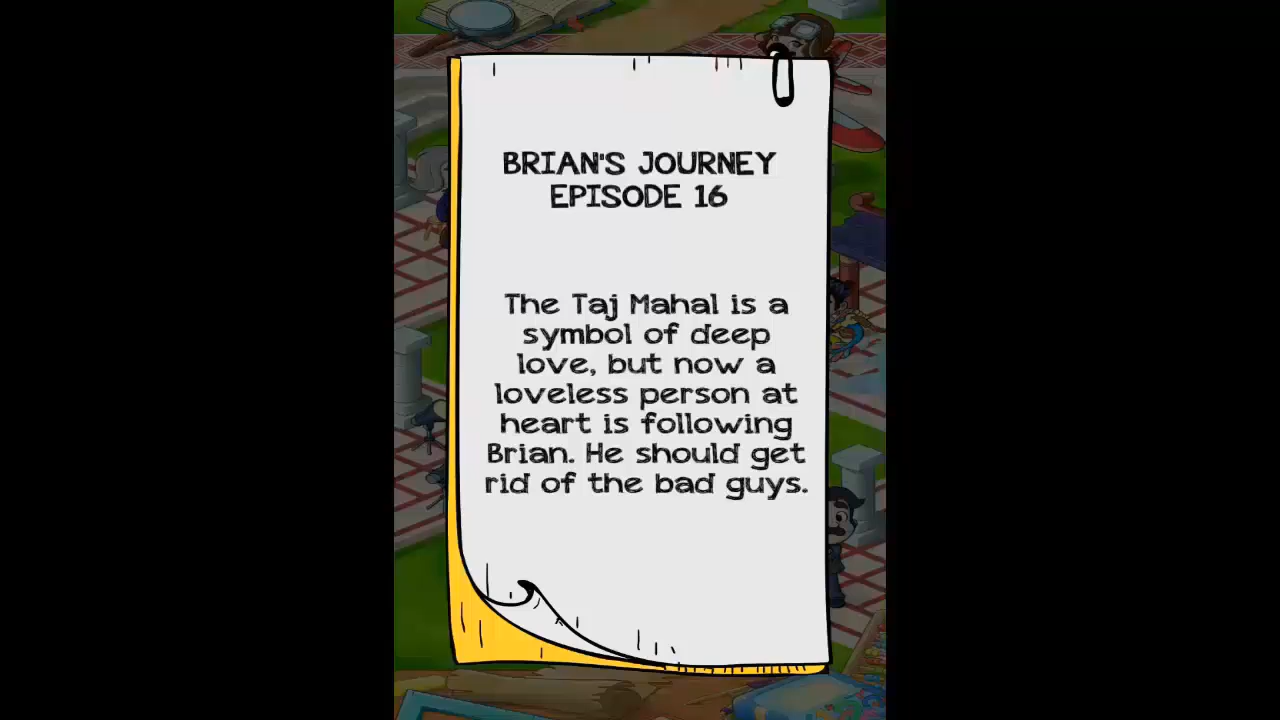 BRIAN'S JOURNEY
EPISODE 16
The Taj Mahal is a
symbol of deep
love, but now a
loveless person at
heart is following
Brian. He should get
rid of the bad guys.